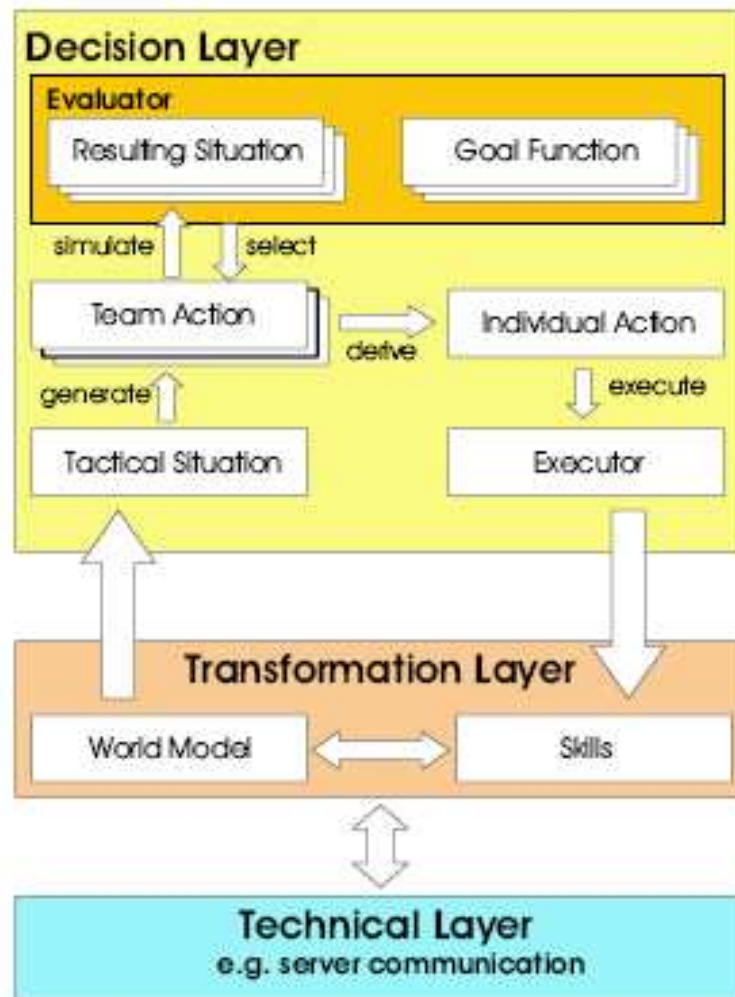 Decision Layer
Evaluator
Resulting Situation
Goal Function
simulate
select
Team Action
Individual Action
derive
generate
execute
Tactical Situation
Executor
Transformation Layer
World Model
Skills
Technical Layer
e.g. server communication